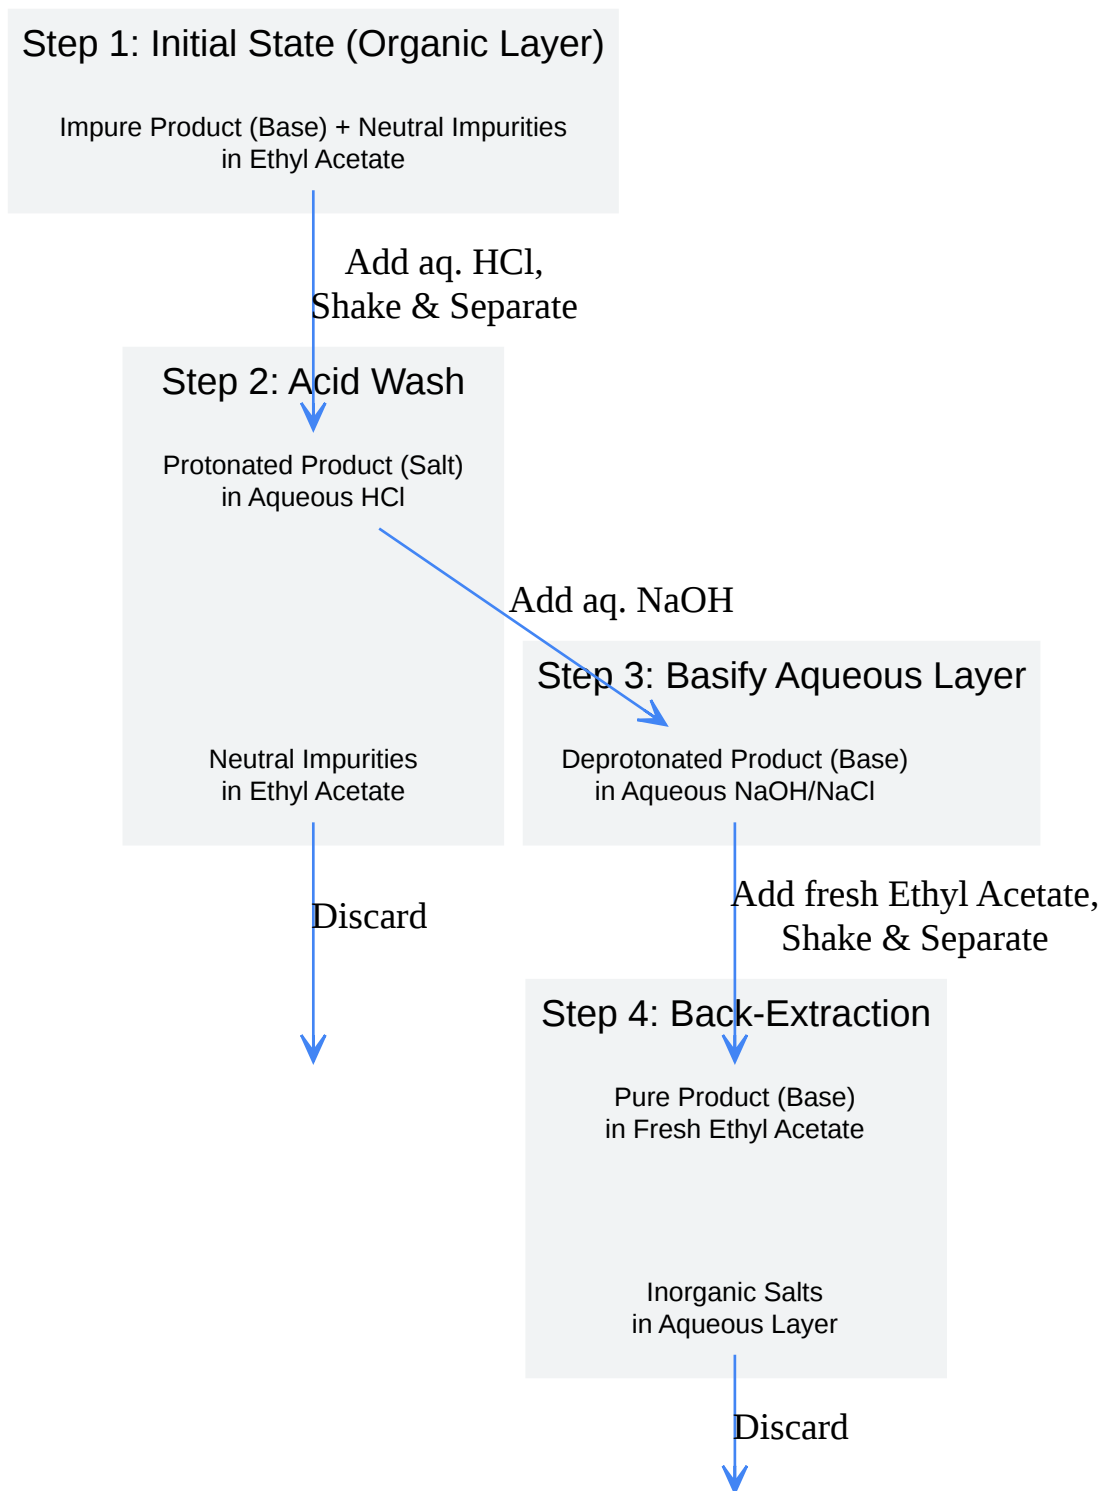 Step 1: Initial State (Organic Layer)
Impure Product (Base) + Neutral Impurities
in Ethyl Acetate
Add aq. HCl,
Shake & Separate
Step 2: Acid Wash
Protonated Product (Salt)
in Aqueous HCl
Add aq. NaOH
Step 3: Basify Aqueous Layer
Neutral Impurities
in Ethyl Acetate
Deprotonated Product (Base)
in Aqueous NaOH/NaCl
Discard
Add fresh Ethyl Acetate,
Shake & Separate
Step 4: Back-Extraction
Pure Product (Base)
in Fresh Ethyl Acetate
Inorganic Salts
in Aqueous Layer
Discard